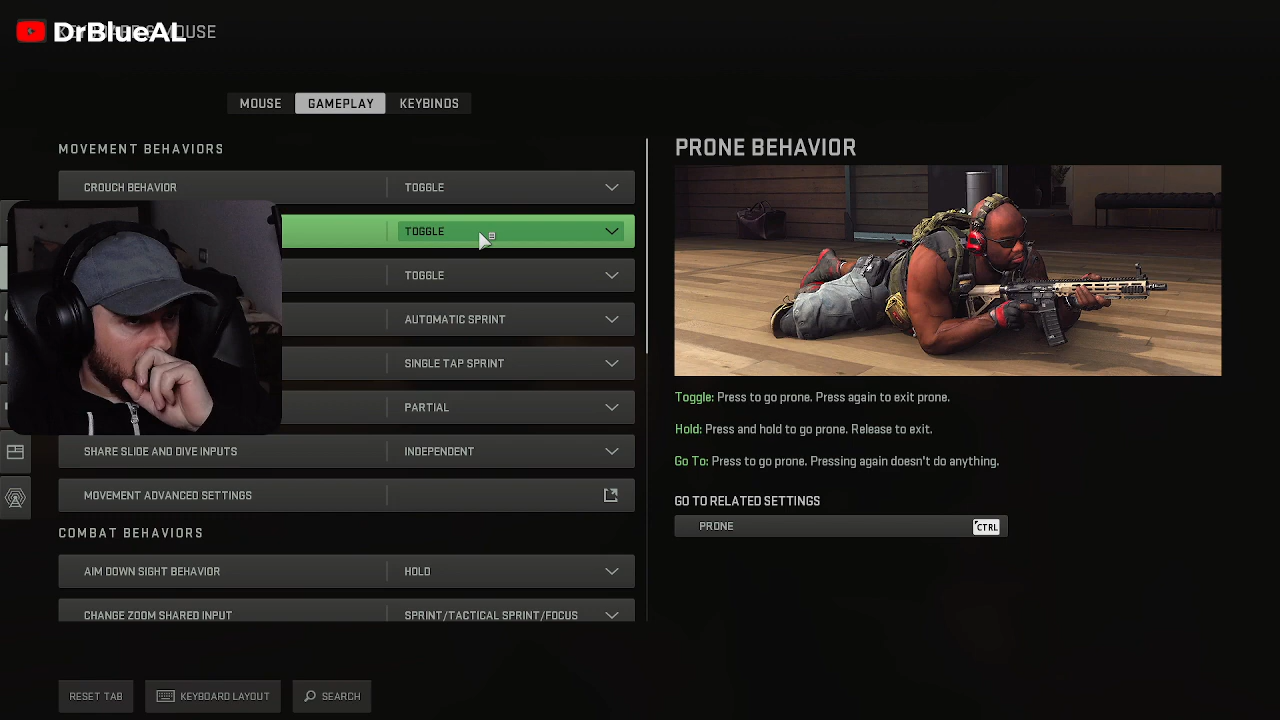 DrBlueAL
KEYBOARD & MOUSE
MOUSE
GAMEPLAY
KEYBINDS
MOVEMENT BEHAVIORS
CROUCH BEHAVIOR
TOGGLE
TOGGLE
TOGGLE
AUTOMATIC SPRINT
SINGLE TAP SPRINT
PARTIAL
SHARE SLIDE AND DIVE INPUTS
INDEPENDENT
MOVEMENT ADVANCED SETTINGS
COMBAT BEHAVIORS
AIM DOWN SIGHT BEHAVIOR
HOLD
CHANGE ZOOM SHARED INPUT
SPRINT/TACTICAL SPRINT/FOCUS
RESET TAB
KEYBOARD LAYOUT
SEARCH
PRONE BEHAVIOR
Toggle: Press to go prone. Press again to exit prone.
Hold: Press and hold to go prone. Release to exit.
Go To: Press to go prone. Pressing again doesn't do anything.
GO TO RELATED SETTINGS
PRONE
CTRL